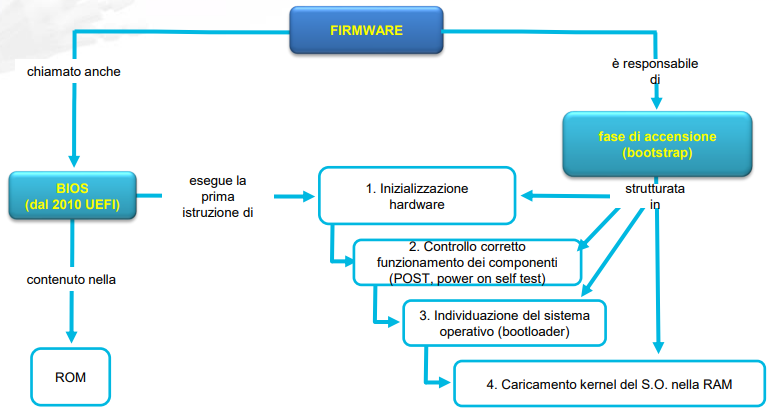 FIRMWARE
chiamato anche
è responsabile
di
fase di accensione
(bootstrap)
BIOS
(dal 2010 UEFI)
esegue la
prima
istruzione di
1. Inizializzazione
hardware
strutturata
in
2. Controllo corretto
funzionamento dei componenti
(POST, power on self test)
contenuto nella
3. Individuazione del sistema
operativo (bootloader)
ROM
4. Caricamento kernel del S.O. nella RAM